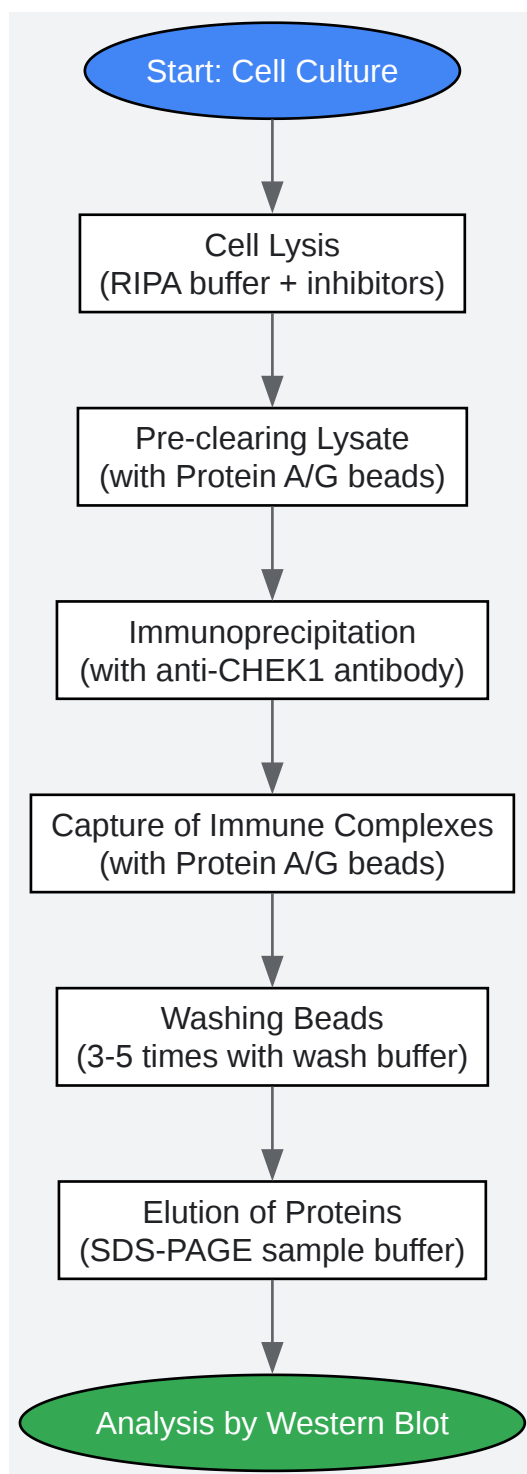 Start: Cell Culture
Cell Lysis
(RIPA buffer + inhibitors)
Pre-clearing Lysate
(with Protein A/G beads)
Immunoprecipitation
(with anti-CHEK1 antibody)
Capture of Immune Complexes
(with Protein A/G beads)
Washing Beads
(3-5 times with wash buffer)
Elution of Proteins
(SDS-PAGE sample buffer)
Analysis by Western Blot